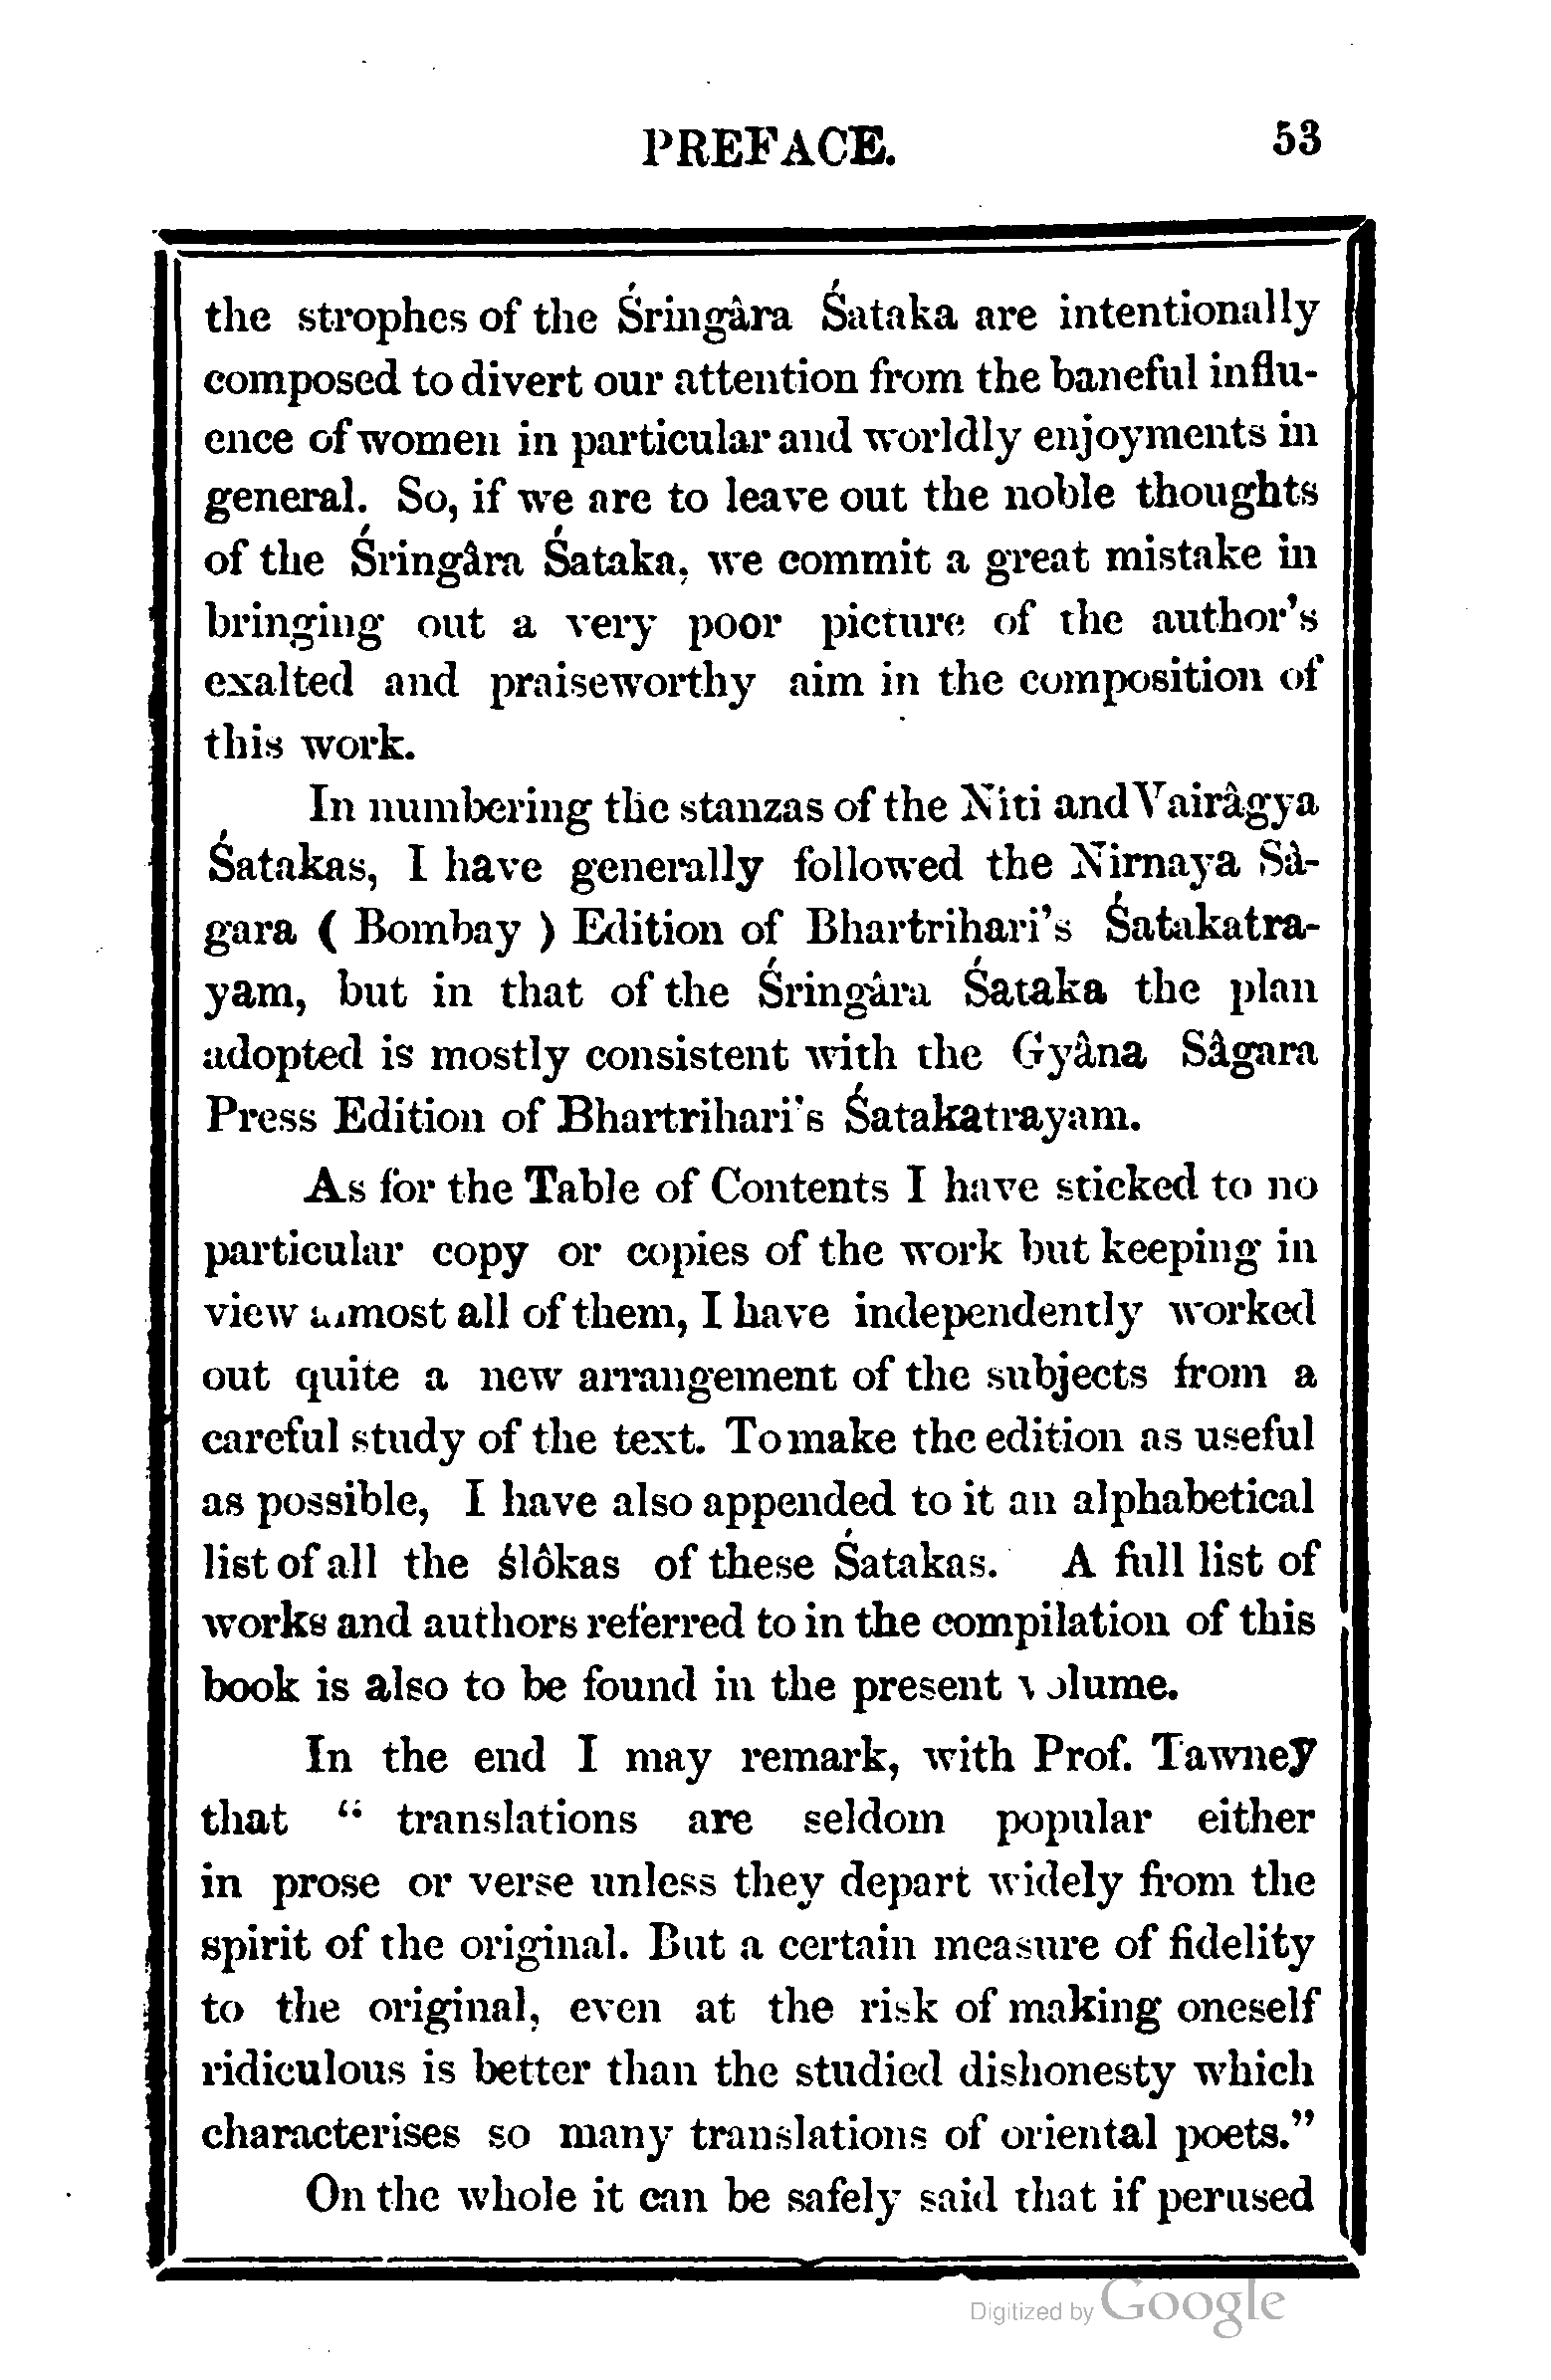 PREFACE. 53
the strophes of the Śringâra Śataka are intentionally
composed to divert our attention from the baneful influ-
ence of women in particular and worldly enjoyments in
general. So, if we are to leave out the noble thoughts
of the Śringâra Śataka, we commit a great mistake in
bringing out a very poor picture of the author's
exalted and praiseworthy aim in the composition of
this work.
In numbering the stanzas of the Niti and Vairâgya
Śatakas, I have generally followed the Nirnaya Sâ-
gara ( Bombay ) Edition of Bhartrihari's Śatakatra-
yam, but in that of the Śringâra Śataka the plan
adopted is mostly consistent with the Gyâna Sâgara
Press Edition of Bhartrihari's Śatakatrayam.
As for the Table of Contents I have sticked to no
particular copy or copies of the work but keeping in
view almost all of them, I have independently worked
out quite a new arrangement of the subjects from a
careful study of the text. To make the edition as useful
as possible, I have also appended to it an alphabetical
list of all the ślôkas of these Śatakas. A full list of
works and authors referred to in the compilation of this
book is also to be found in the present volume.
In the end I may remark, with Prof. Tawney
that " translations are seldom popular either
in prose or verse unless they depart widely from the
spirit of the original. But a certain measure of fidelity
to the original, even at the risk of making oneself
ridiculous is better than the studied dishonesty which
characterises so many translations of oriental poets."
On the whole it can be safely said that if perused
Digitized by Google